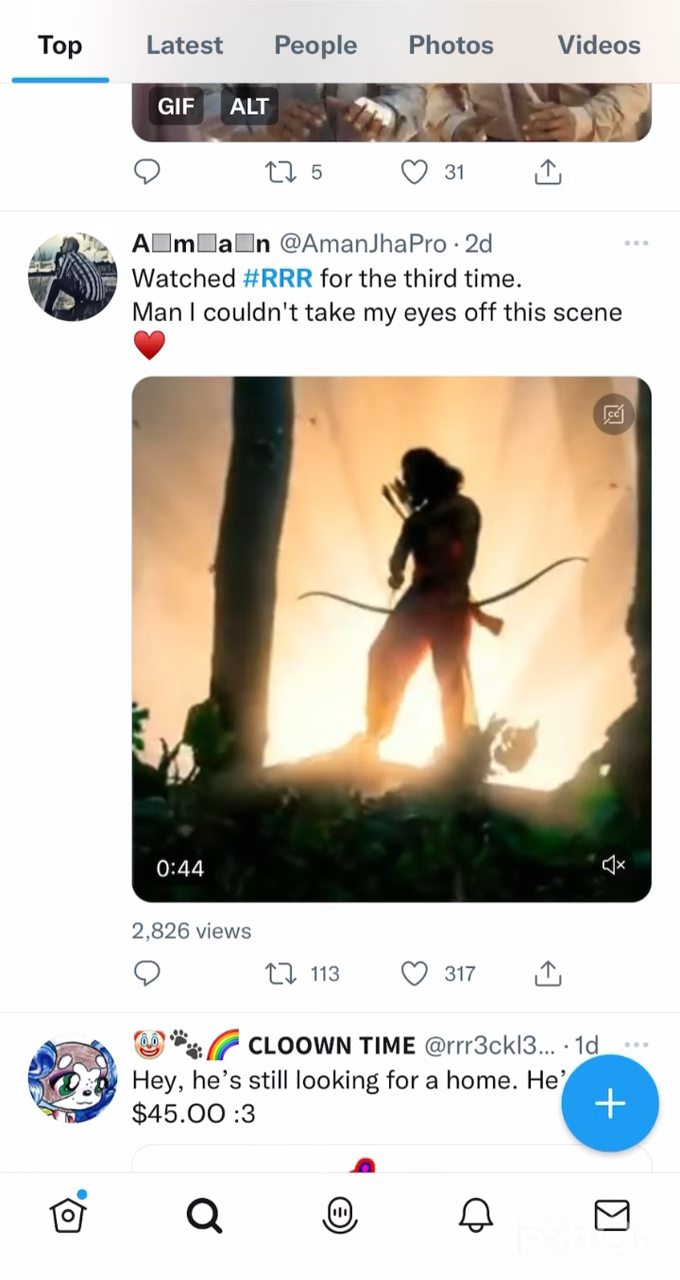 Top Latest People Photos Videos
GIF ALT
5 31
A⬜m⬜a⬜n @AmanJhaPro · 2d
Watched #RRR for the third time.
Man I couldn't take my eyes off this scene
♥️
CC
0:44
2,826 views
113 317
🤡🐾🌈 CLOOWN TIME @rrr3ckl3... · 1d
Hey, he’s still looking for a home. He’
$45.00 :3